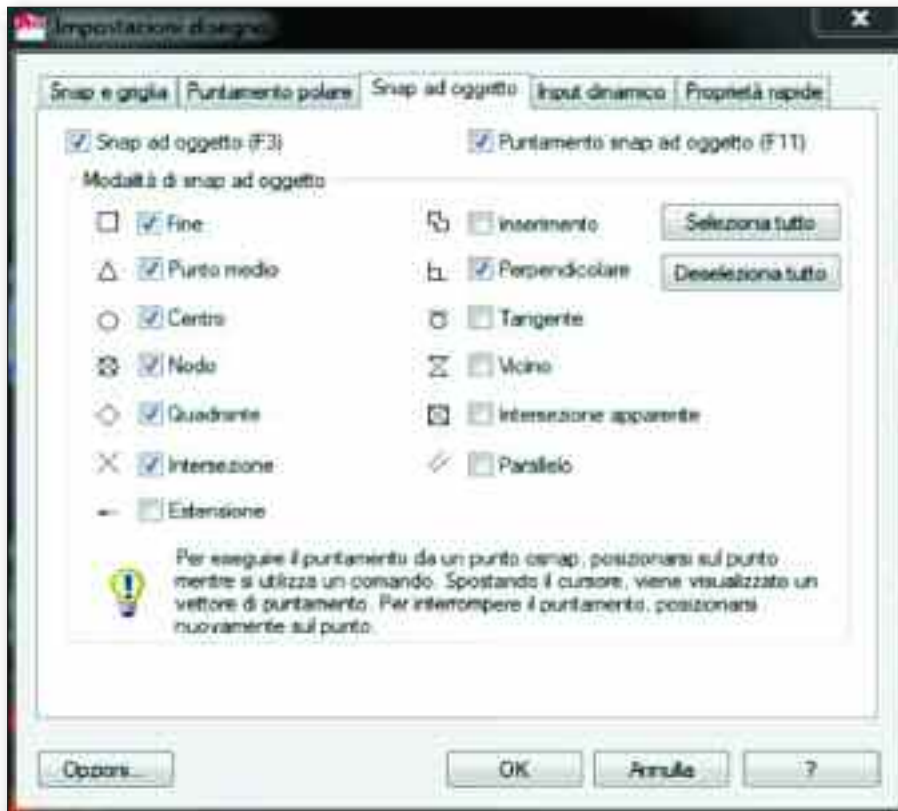 Impostazioni disegno
Snap e griglia Puntamento polare Snap ad oggetto Input dinamico Proprietà rapide
Snap ad oggetto (F3) Puntamento snap ad oggetto (F11)
Modalità di snap ad oggetto
Fine Inserimento Seleziona tutto
Punto medio Perpendicolare Deseleziona tutto
Centro Tangente
Nodo Vicino
Quadrante Intersezione apparente
Intersezione Parallelo
Estensione
Per eseguire il puntamento da un punto osnap, posizionarsi sul punto
mentre si utilizza un comando. Spostando il cursore, viene visualizzato un
vettore di puntamento. Per interrompere il puntamento, posizionarsi
nuovamente sul punto.
Opzioni... OK Annulla ?